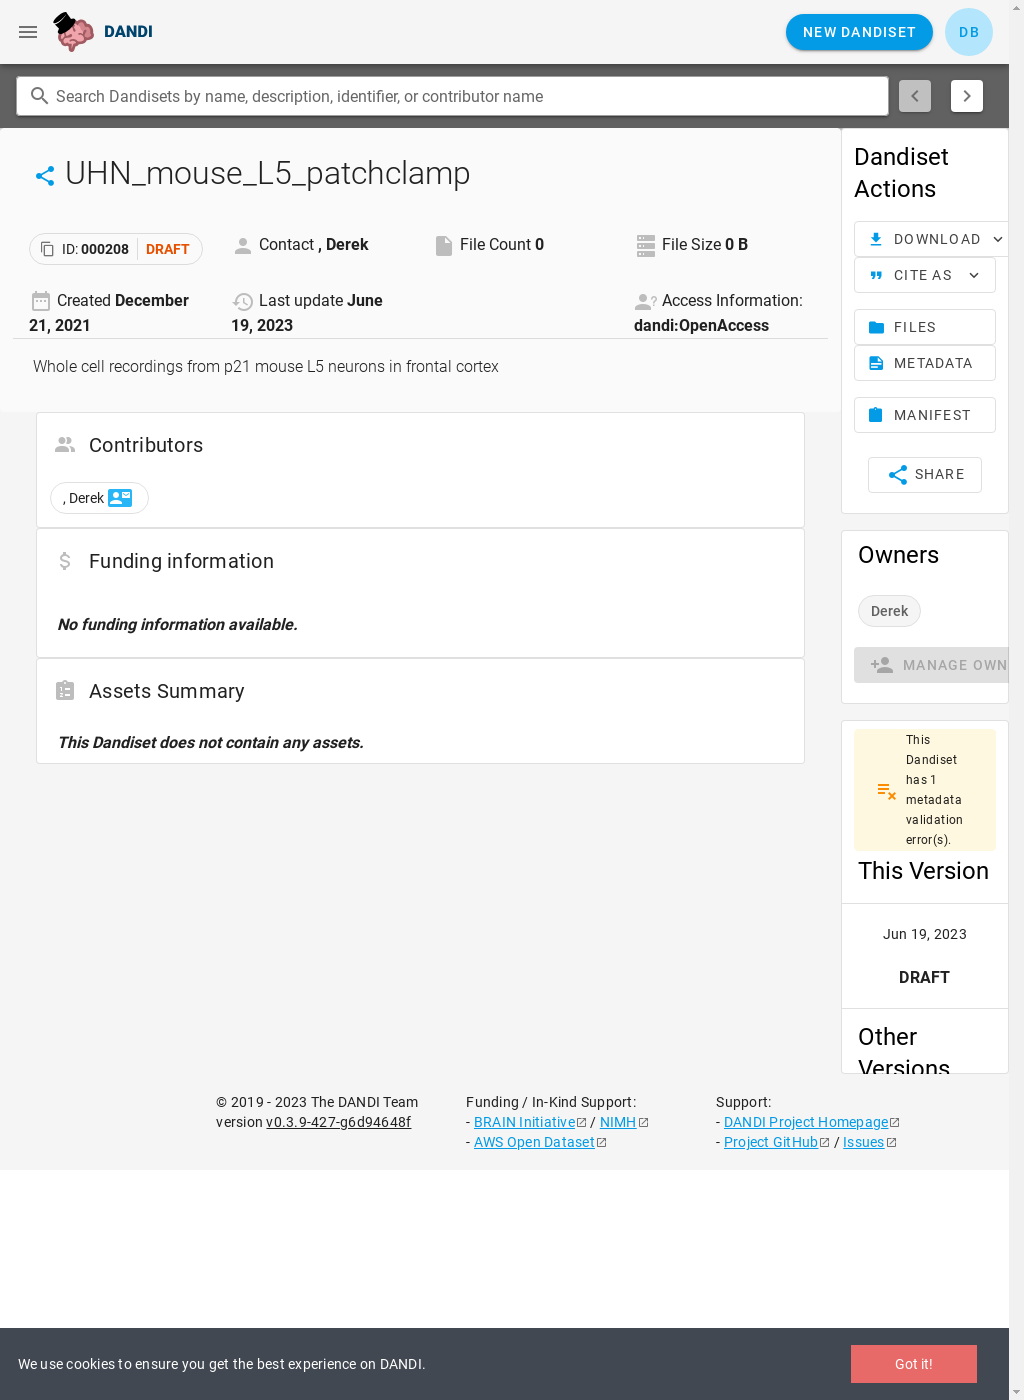 DANDI
NEW DANDISET
DB
Search Dandisets by name, description, identifier, or contributor name
UHN_mouse_L5_patchclamp
ID: 000208 DRAFT
Contact , Derek
File Count 0
File Size 0 B
Created December
21, 2021
Last update June
19, 2023
Access Information:
dandi:OpenAccess
Whole cell recordings from p21 mouse L5 neurons in frontal cortex
Contributors
, Derek
Funding information
No funding information available.
Assets Summary
This Dandiset does not contain any assets.
Dandiset
Actions
DOWNLOAD
CITE AS
FILES
METADATA
MANIFEST
SHARE
Owners
Derek
MANAGE OWN
This
Dandiset
has 1
metadata
validation
error(s).
This Version
Jun 19, 2023
DRAFT
Other
Versions
© 2019 - 2023 The DANDI Team
version v0.3.9-427-g6d94648f
Funding / In-Kind Support:
- BRAIN Initiative / NIMH
- AWS Open Dataset
Support:
- DANDI Project Homepage
- Project GitHub / Issues
We use cookies to ensure you get the best experience on DANDI.
Got it!